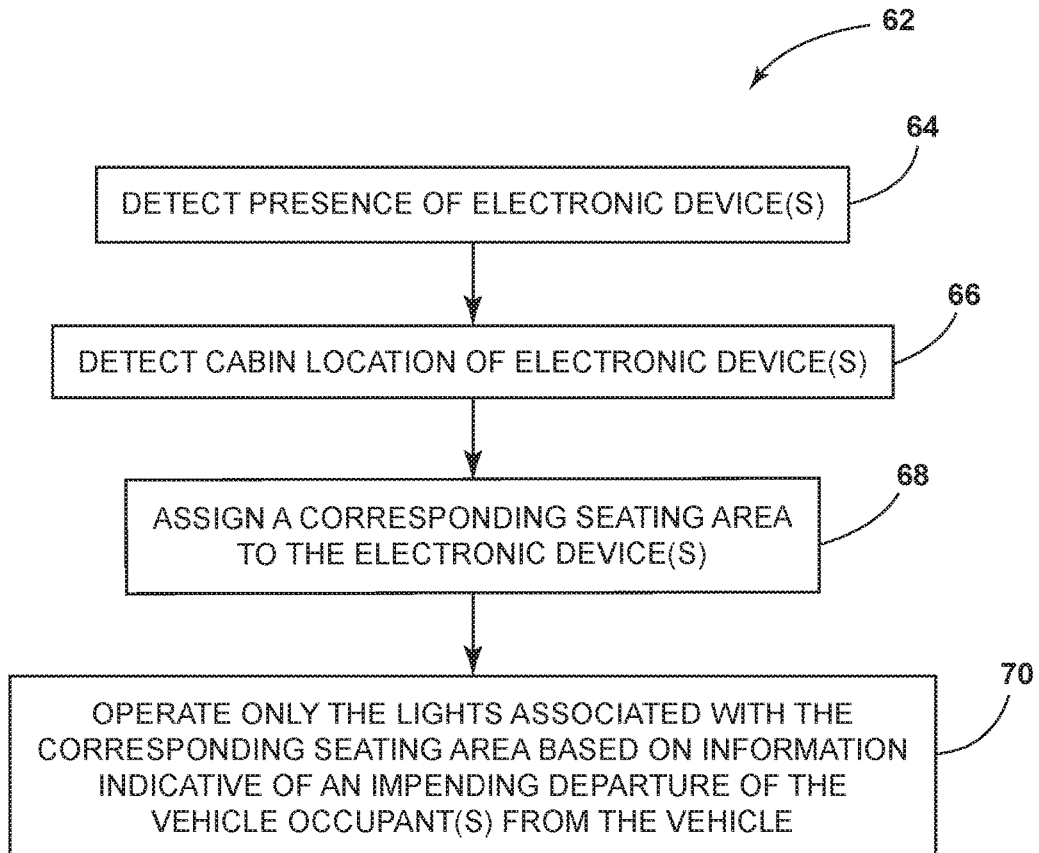 62
64
DETECT PRESENCE OF ELECTRONIC DEVICE(S)
66
DETECT CABIN LOCATION OF ELECTRONIC DEVICE(S)
68
ASSIGN A CORRESPONDING SEATING AREA
TO THE ELECTRONIC DEVICE(S)
70
OPERATE ONLY THE LIGHTS ASSOCIATED WITH THE
CORRESPONDING SEATING AREA BASED ON INFORMATION
INDICATIVE OF AN IMPENDING DEPARTURE OF THE
VEHICLE OCCUPANT(S) FROM THE VEHICLE